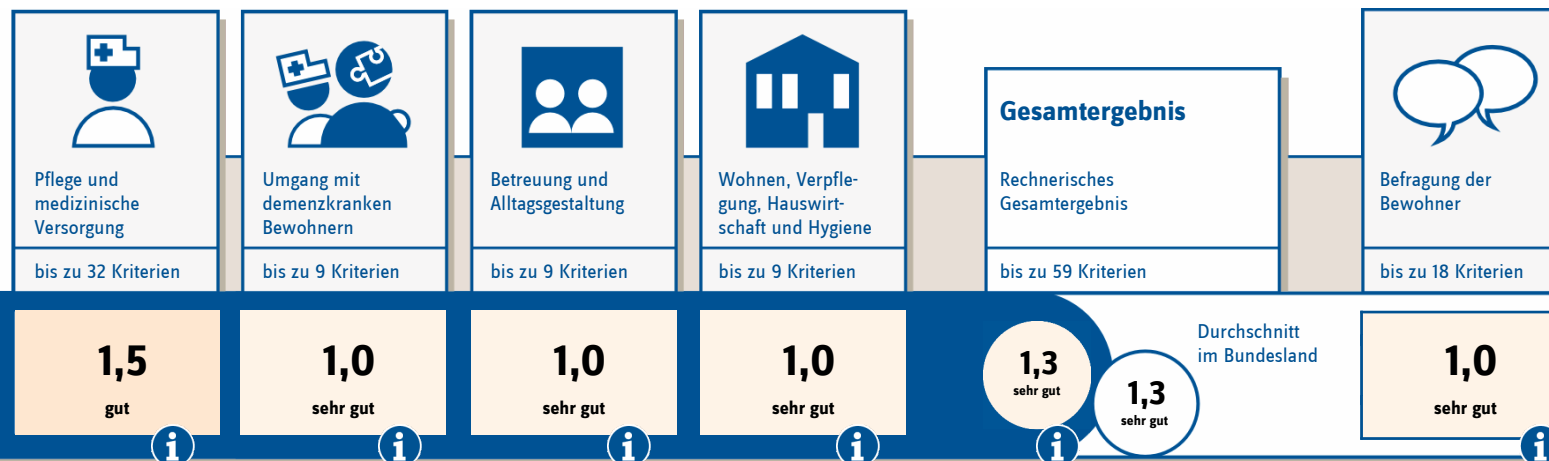 Pflege und
medizinische
Versorgung
bis zu 32 Kriterien
1,5
gut
i
Umgang mit
demenzkranken
Bewohnern
bis zu 9 Kriterien
1,0
sehr gut
i
Betreuung und
Alltagsgestaltung
bis zu 9 Kriterien
1,0
sehr gut
i
Wohnen, Verpfle-
gung, Hauswirt-
schaft und Hygiene
bis zu 9 Kriterien
1,0
sehr gut
i
Gesamtergebnis
Rechnerisches
Gesamtergebnis
bis zu 59 Kriterien
1,3
sehr gut
i
Durchschnitt
im Bundesland
1,3
sehr gut
Befragung der
Bewohner
bis zu 18 Kriterien
1,0
sehr gut
i